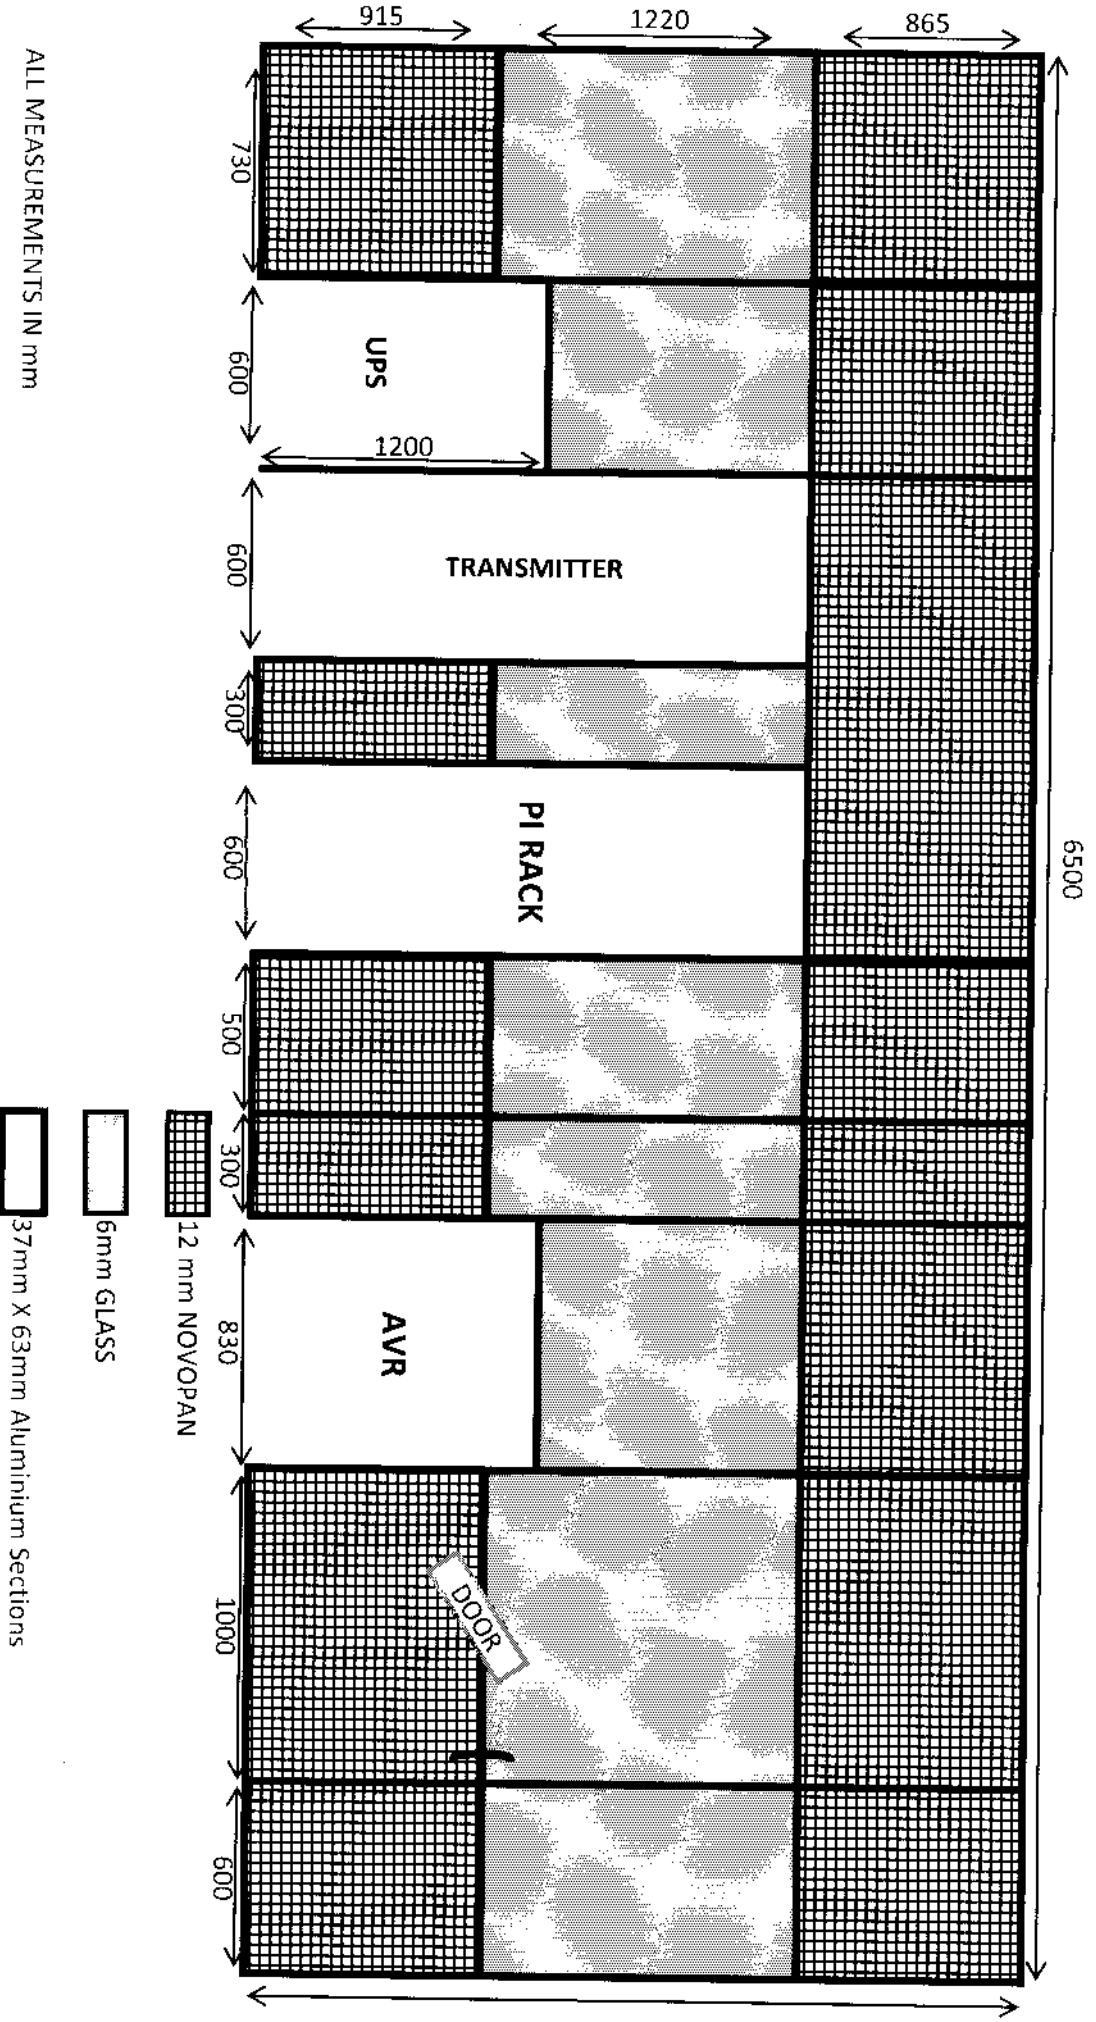 6500
865
1220
915
UPS
1200
TRANSMITTER
PI RACK
AVR
DOOR
730
600
600
300
600
500
300
830
1000
600
ALL MEASUREMENTS IN mm
12 mm NOVOPAN
6mm GLASS
37mm X 63mm Aluminium Sections